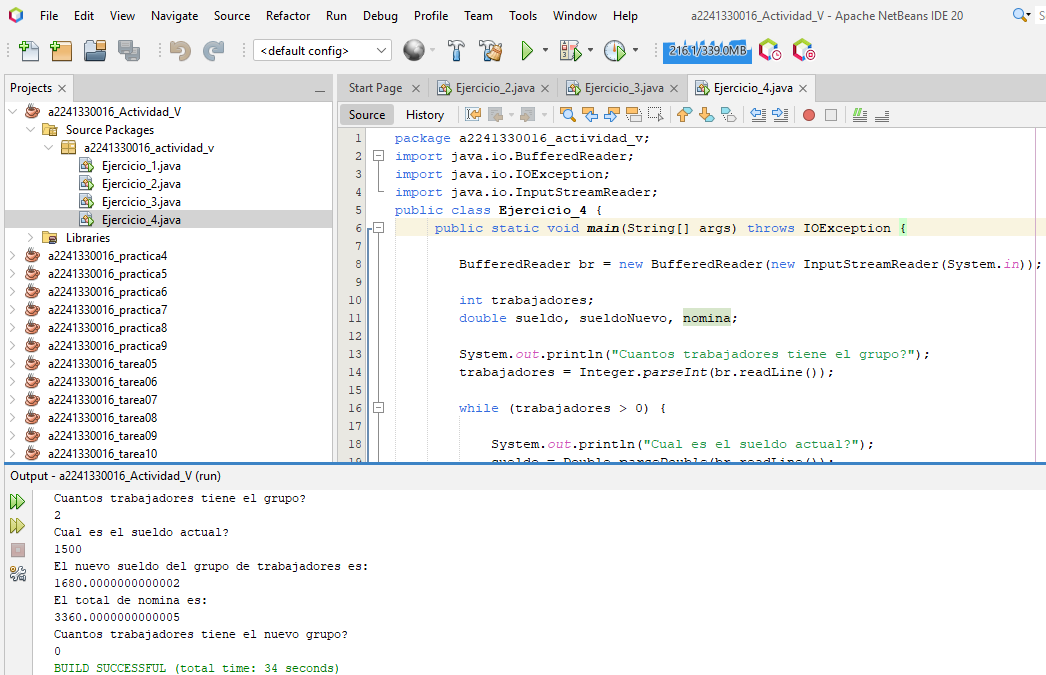 File Edit View Navigate Source Refactor Run Debug Profile Team Tools Window Help a2241330016_Actividad_V - Apache NetBeans IDE 20
<default config> 216.1/339.0MB
Projects
a2241330016_Actividad_V
Source Packages
a2241330016_actividad_v
Ejercicio_1.java
Ejercicio_2.java
Ejercicio_3.java
Ejercicio_4.java
Libraries
a2241330016_practica4
a2241330016_practica5
a2241330016_practica6
a2241330016_practica7
a2241330016_practica8
a2241330016_practica9
a2241330016_tarea05
a2241330016_tarea06
a2241330016_tarea07
a2241330016_tarea08
a2241330016_tarea09
a2241330016_tarea10
Start Page Ejercicio_2.java Ejercicio_3.java Ejercicio_4.java
Source History
1 package a2241330016_actividad_v;
2 import java.io.BufferedReader;
3 import java.io.IOException;
4 import java.io.InputStreamReader;
5 public class Ejercicio_4 {
6 public static void main(String[] args) throws IOException {
7
8 BufferedReader br = new BufferedReader(new InputStreamReader(System.in));
9
10 int trabajadores;
11 double sueldo, sueldoNuevo, nomina;
12
13 System.out.println("Cuantos trabajadores tiene el grupo?");
14 trabajadores = Integer.parseInt(br.readLine());
15
16 while (trabajadores > 0) {
17
18 System.out.println("Cual es el sueldo actual?");
19 sueldo = Double.parseDouble(br.readLine());
Output - a2241330016_Actividad_V (run)
Cuantos trabajadores tiene el grupo?
2
Cual es el sueldo actual?
1500
El nuevo sueldo del grupo de trabajadores es:
1680.0000000000002
El total de nomina es:
3360.0000000000005
Cuantos trabajadores tiene el nuevo grupo?
0
BUILD SUCCESSFUL (total time: 34 seconds)